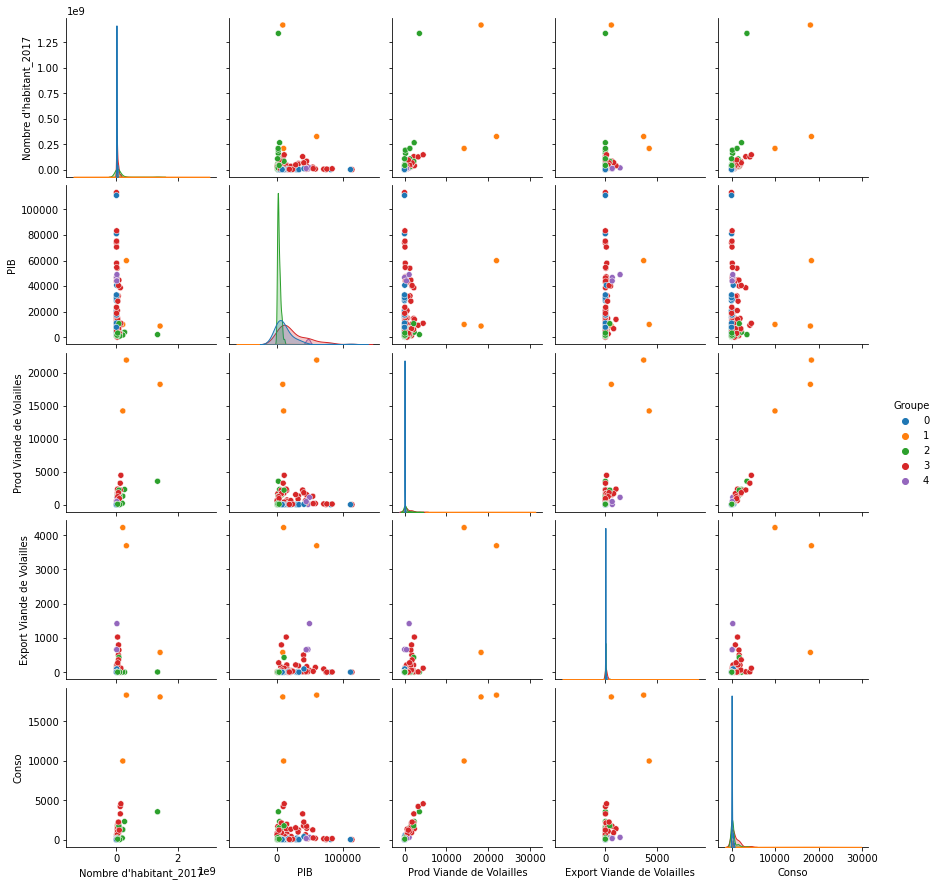 1e9
1.25
1.00
0.75
0.50
0.25
0.00
Nombre d'habitant_2017
100000
80000
60000
40000
20000
0
PIB
20000
15000
10000
5000
0
Prod Viande de Volailles
4000
3000
2000
1000
0
Export Viande de Volailles
15000
10000
5000
0
Conso
0 2
1e9
Nombre d'habitant_2017
0 100000
PIB
0 10000 20000 30000
Prod Viande de Volailles
0 5000
Export Viande de Volailles
0 10000 20000 30000
Conso
Groupe
0
1
2
3
4